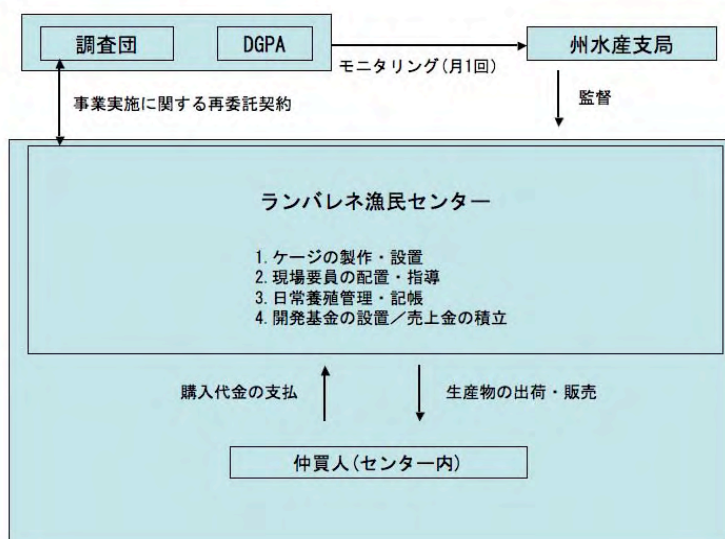 調査団
DGPA
州水産支局
モニタリング(月1回)
事業実施に関する再委託契約
監督
ランバレネ漁民センター
1. ケージの製作・設置
2. 現場要員の配置・指導
3. 日常養殖管理・記帳
4. 開発基金の設置／売上金の積立
購入代金の支払
生産物の出荷・販売
仲買人(センター内)